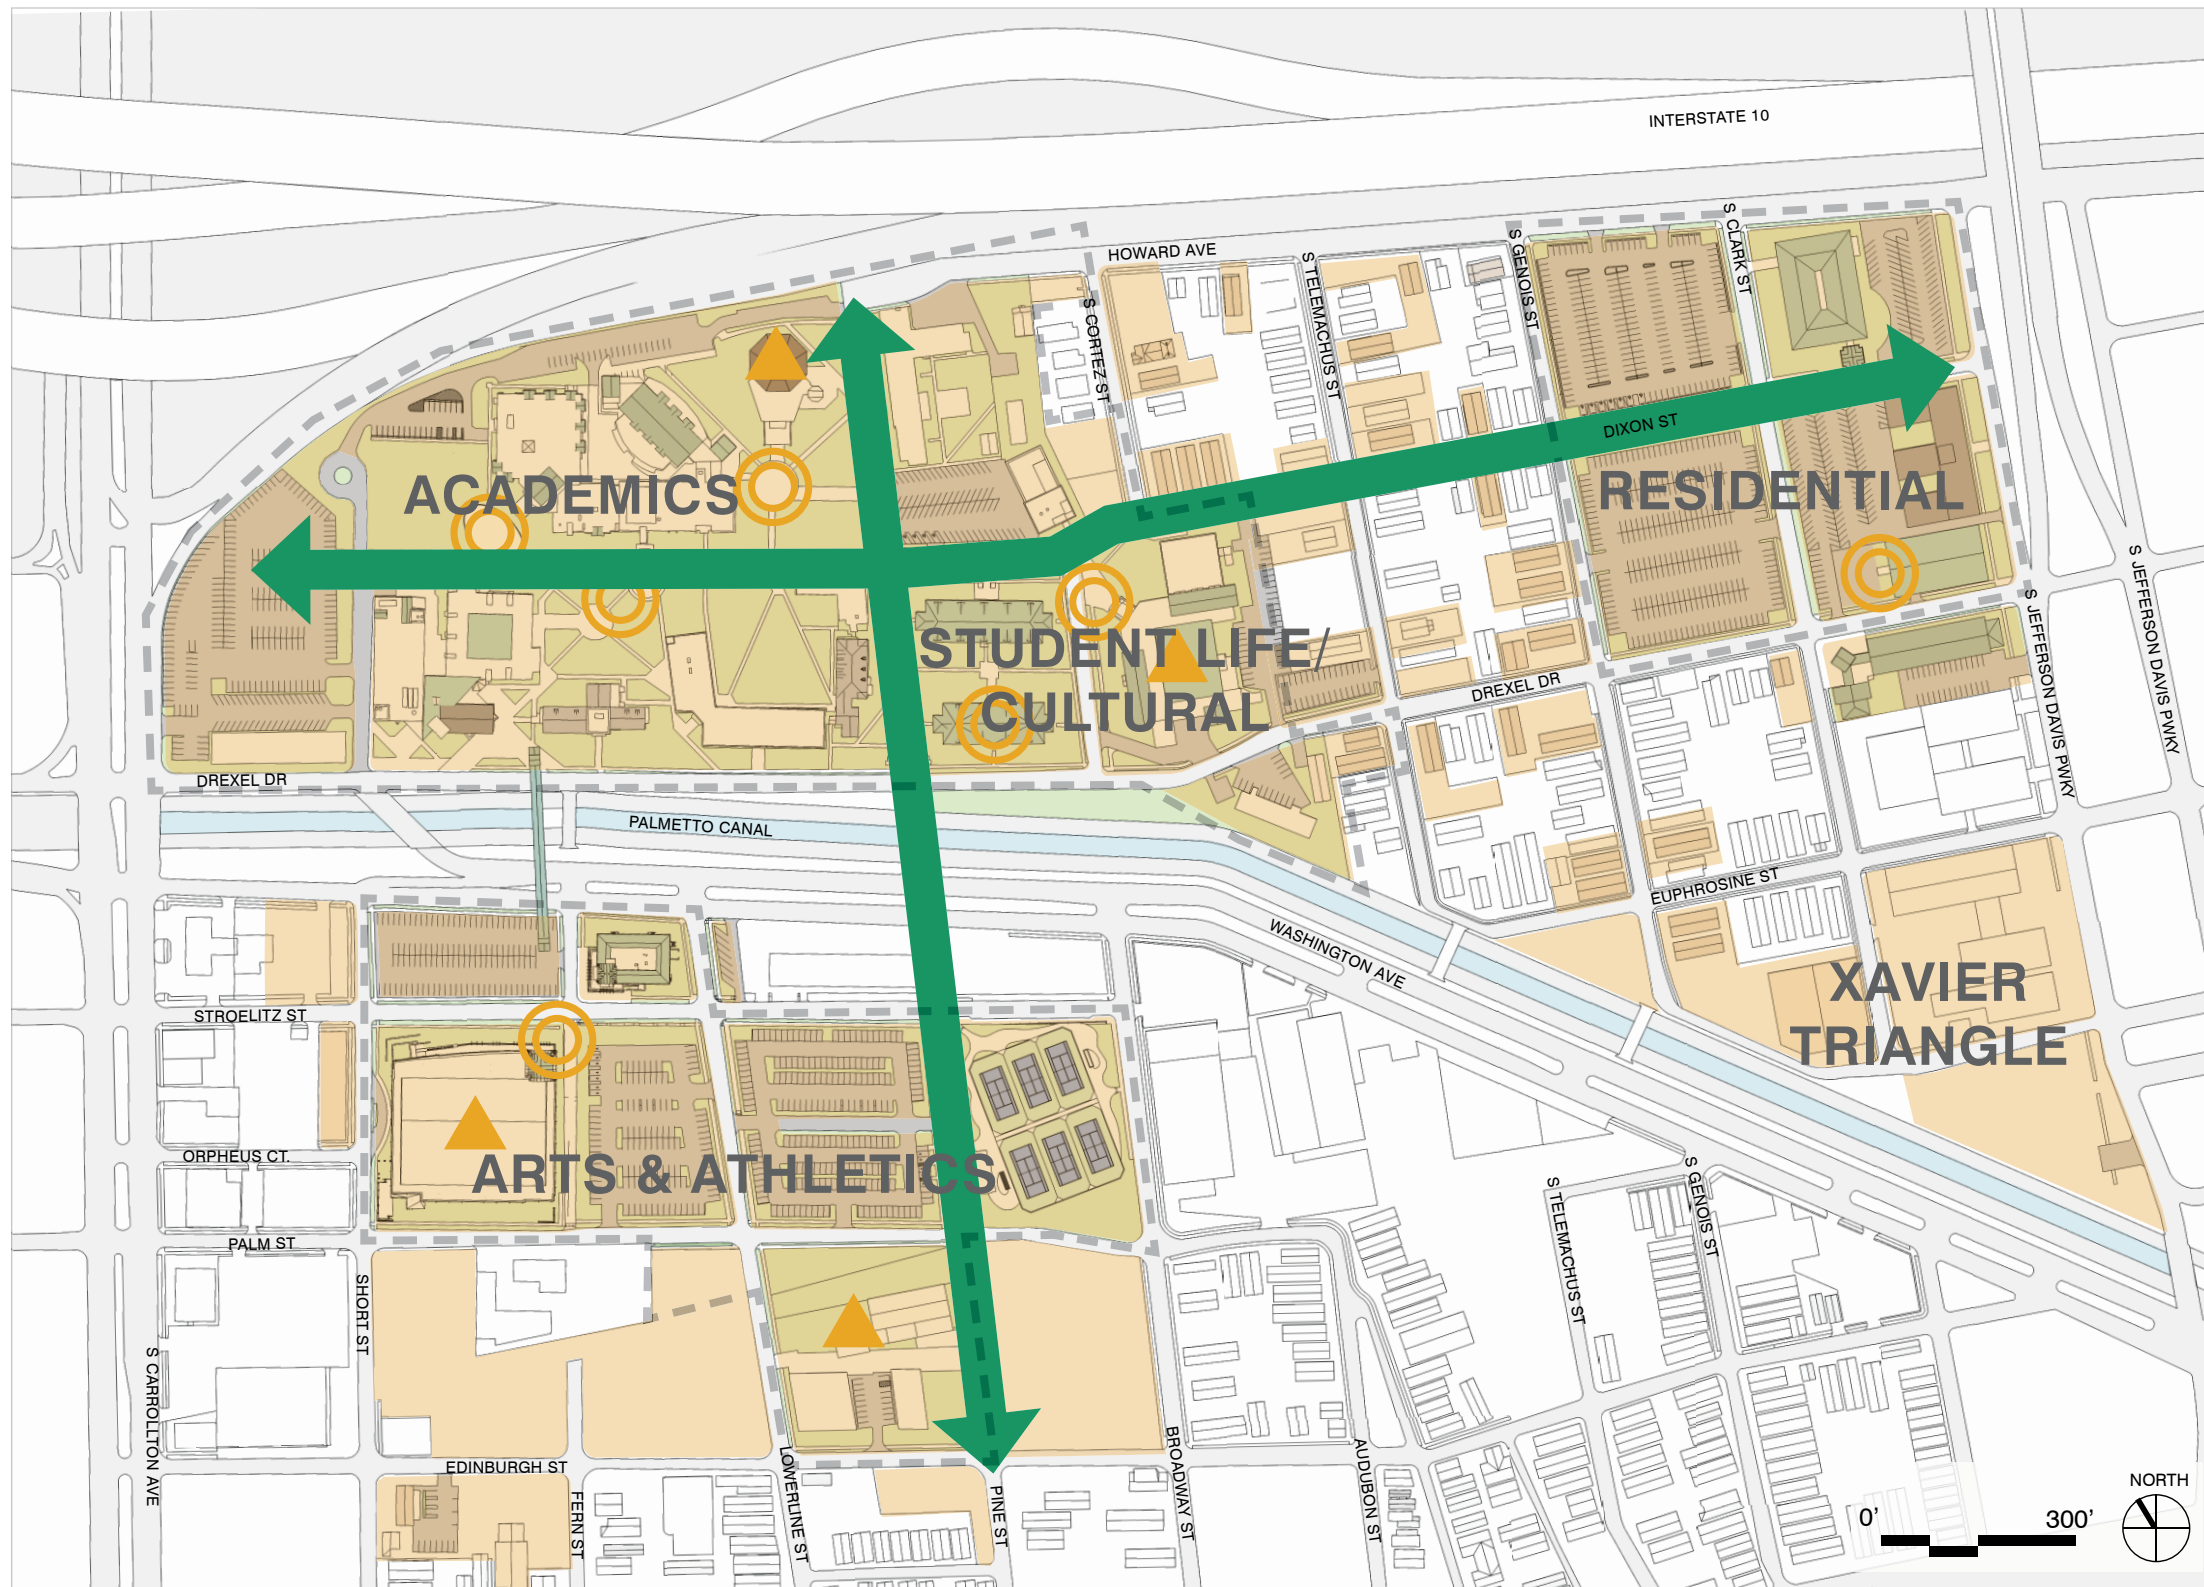 INTERSTATE 10
HOWARD AVE
S CORTEZ ST
S TELEMACHUS ST
S GENOIS ST
S CLARK ST
DIXON ST
ACADEMICS
RESIDENTIAL
STUDENT LIFE/
CULTURAL
S JEFFERSON DAVIS PWKY
S JEFFERSON DAVIS PWKY
DREXEL DR
DREXEL DR
PALMETTO CANAL
EUPHROSINE ST
WASHINGTON AVE
XAVIER
TRIANGLE
STROELITZ ST
ORPHEUS CT.
ARTS & ATHLETICS
PALM ST
SHORT ST
S CARROLLTON AVE
S TELEMACHUS ST
S GENOIS ST
EDINBURGH ST
FERN ST
LOWERLINE ST
PINE ST
BROADWAY ST
AUDUBON ST
NORTH
0’
300’